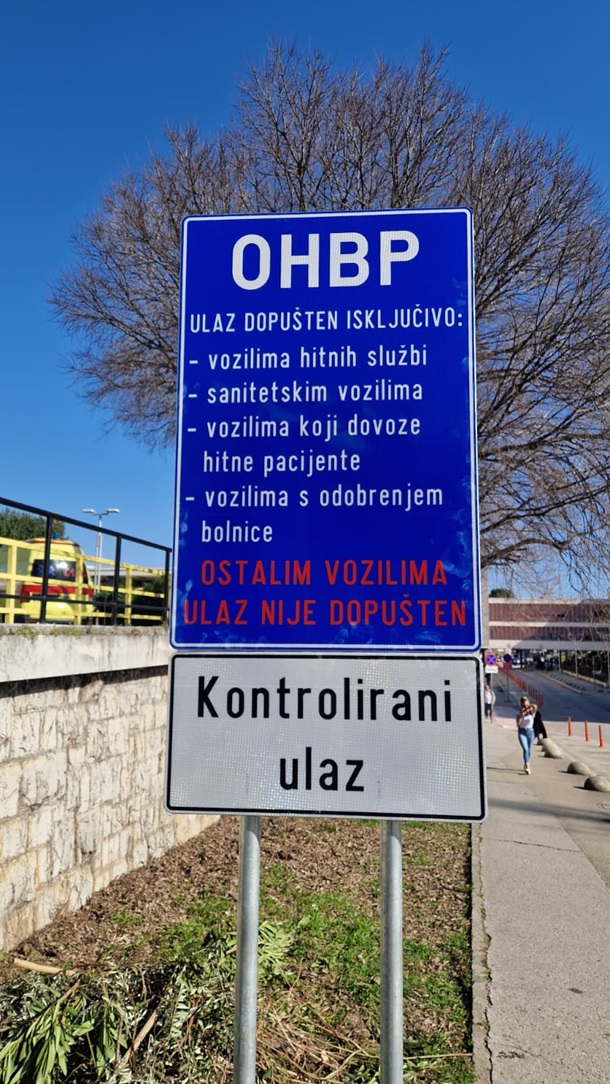 OHBP
ULAZ DOPUŠTEN ISKLJUČIVO:
- vozilima hitnih službi
- sanitetskim vozilima
- vozilima koji dovoze
hitne pacijente
- vozilima s odobrenjem
bolnice
OSTALIM VOZILIMA
ULAZ NIJE DOPUŠTEN
Kontrolirani
ulaz